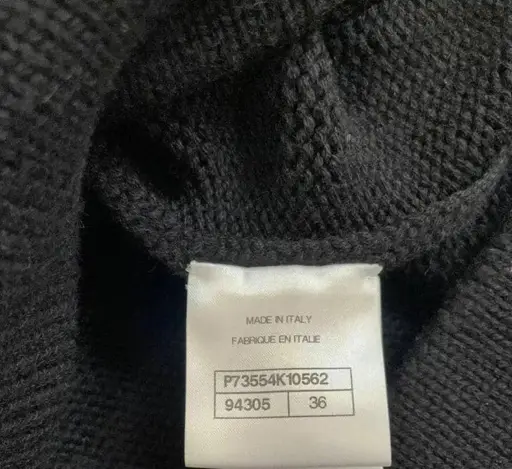 MADE IN ITALY
FABRIQUE EN ITALIE
P73554K10562
94305 36